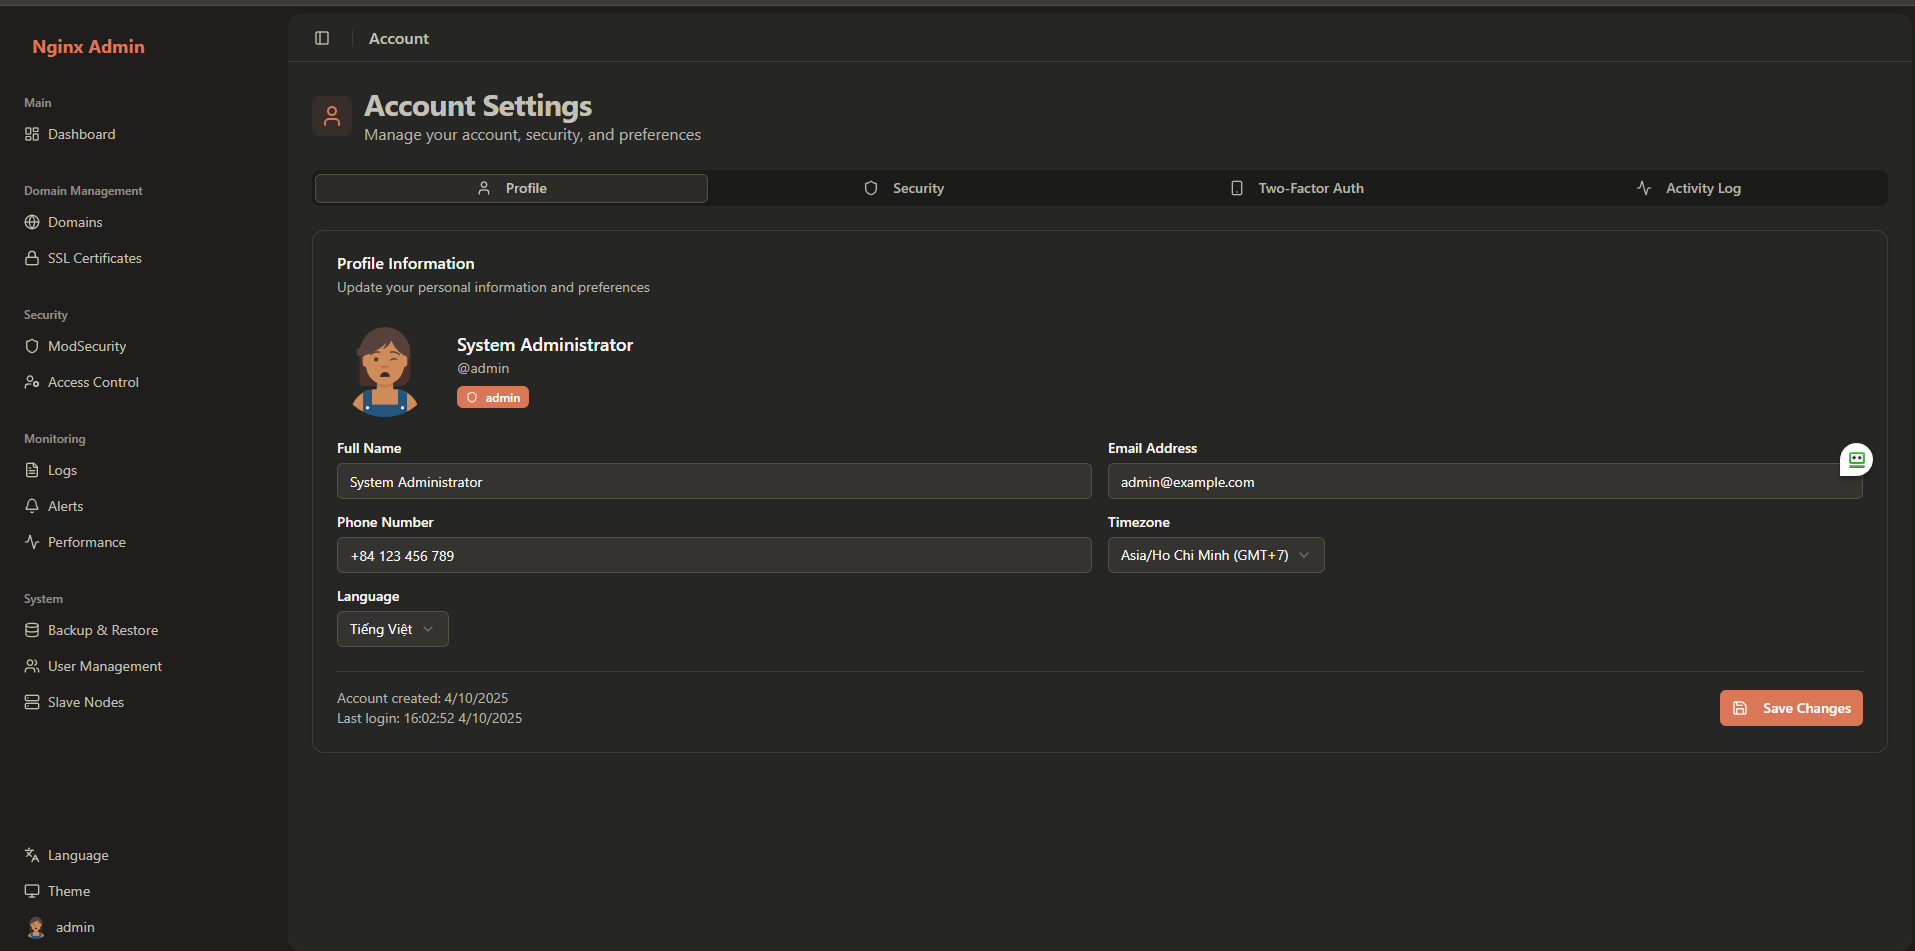 Nginx Admin
Main
Dashboard
Domain Management
Domains
SSL Certificates
Security
ModSecurity
Access Control
Monitoring
Logs
Alerts
Performance
System
Backup & Restore
User Management
Slave Nodes
Language
Theme
admin
Account
Account Settings
Manage your account, security, and preferences
Profile
Security
Two-Factor Auth
Activity Log
Profile Information
Update your personal information and preferences
System Administrator
@admin
admin
Full Name
System Administrator
Email Address
admin@example.com
Phone Number
+84 123 456 789
Timezone
Asia/Ho Chi Minh (GMT+7)
Language
Tiếng Việt
Account created: 4/10/2025
Last login: 16:02:52 4/10/2025
Save Changes